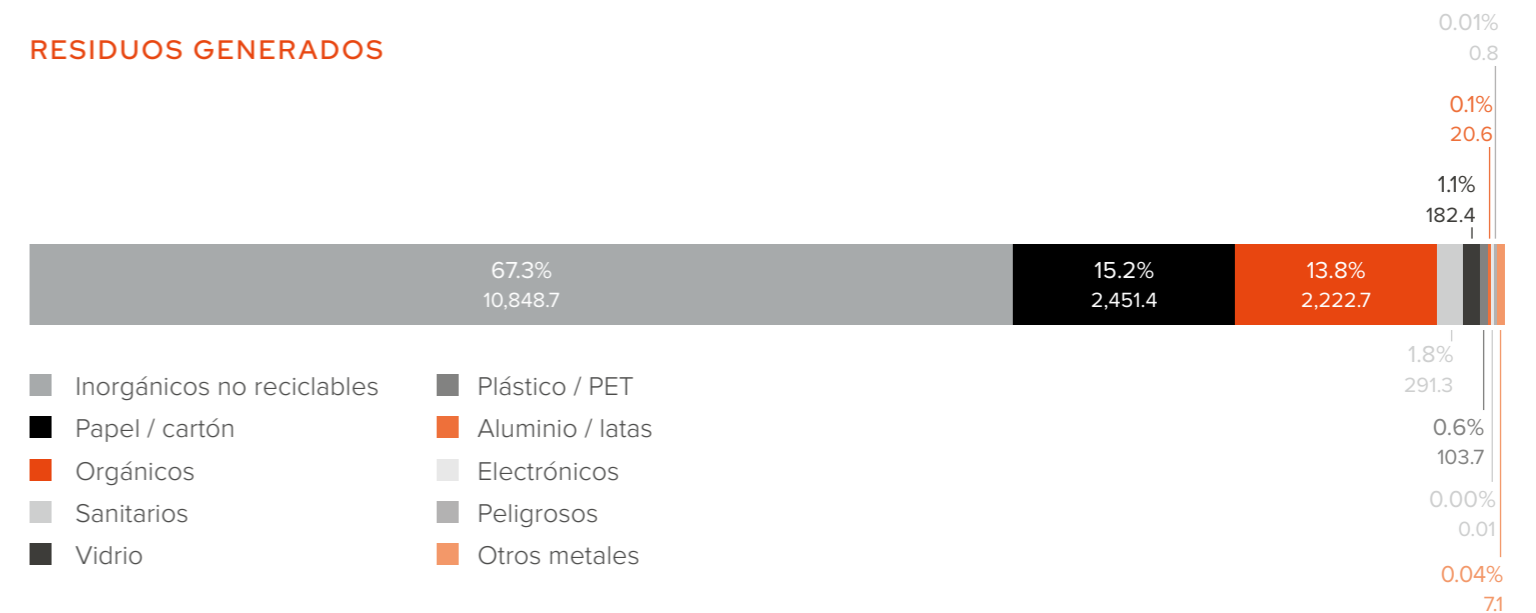 RESIDUOS GENERADOS
0.01%
0.8
0.1%
20.6
1.1%
182.4
67.3%
10,848.7
15.2%
2,451.4
13.8%
2,222.7
1.8%
291.3
0.6%
103.7
0.00%
0.01
0.04%
7.1
Inorgánicos no reciclables
Papel / cartón
Orgánicos
Sanitarios
Vidrio
Plástico / PET
Aluminio / latas
Electrónicos
Peligrosos
Otros metales